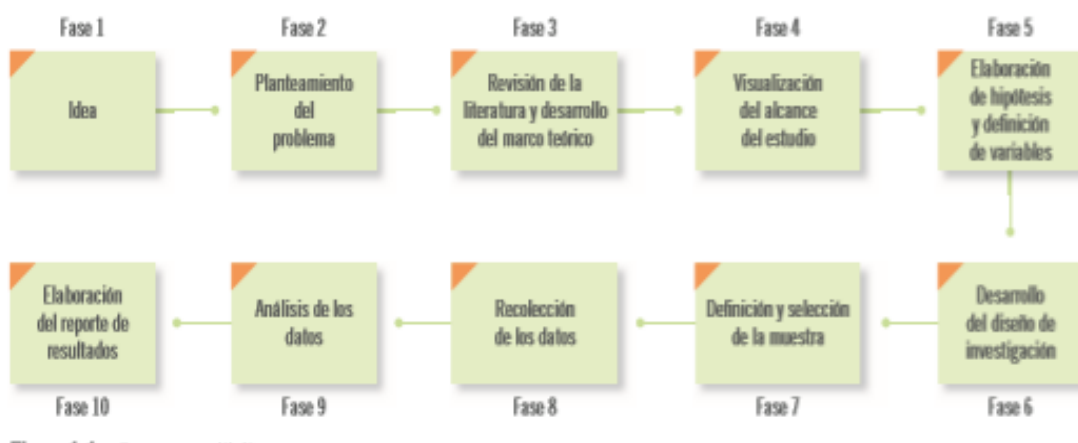 Fase 1
Fase 2
Fase 3
Fase 4
Fase 5
Idea
Planteamiento
del
problema
Revisión de la
literatura y desarrollo
del marco teórico
Visualización
del alcance
del estudio
Elaboración
de hipótesis
y definición
de variables
Elaboración
del reporte de
resultados
Análisis de los
datos
Recolección
de los datos
Definición y selección
de la muestra
Desarrollo
del diseño de
investigación
Fase 10
Fase 9
Fase 8
Fase 7
Fase 6